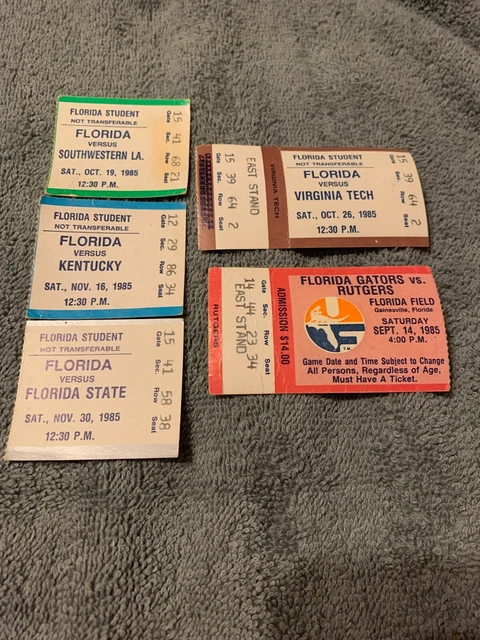 FLORIDA STUDENT
NOT TRANSFERABLE
FLORIDA
VERSUS
SOUTHWESTERN LA.
SAT., OCT. 19, 1985
12:30 P.M.
15 41 68 21
Gate Sec. Row Seat
FLORIDA STUDENT
NOT TRANSFERABLE
FLORIDA
VERSUS
KENTUCKY
SAT., NOV. 16, 1985
12:30 P.M.
12 29 86 34
Gate Sec. Row Seat
FLORIDA STUDENT
NOT TRANSFERABLE
FLORIDA
VERSUS
FLORIDA STATE
SAT., NOV. 30, 1985
12:30 P.M.
15 41 58 38
Gate Sec. Row Seat
15 39 64 2
Gate Sec. Row Seat
EAST STAND
VIRGINIA TECH
FLORIDA STUDENT
NOT TRANSFERABLE
FLORIDA
VERSUS
VIRGINIA TECH
SAT., OCT. 26, 1985
12:30 P.M.
15 39 64 2
Gate Sec. Row Seat
RUTGERS
14 44 23 34
EAST STAND
Gate Sec. Row Seat
ADMISSION $14.00
FLORIDA GATORS vs.
RUTGERS
FLORIDA FIELD
Gainesville, Florida
SATURDAY
SEPT. 14, 1985
4:00 P.M.
UF
Game Date and Time Subject to Change
All Persons, Regardless of Age,
Must Have A Ticket.